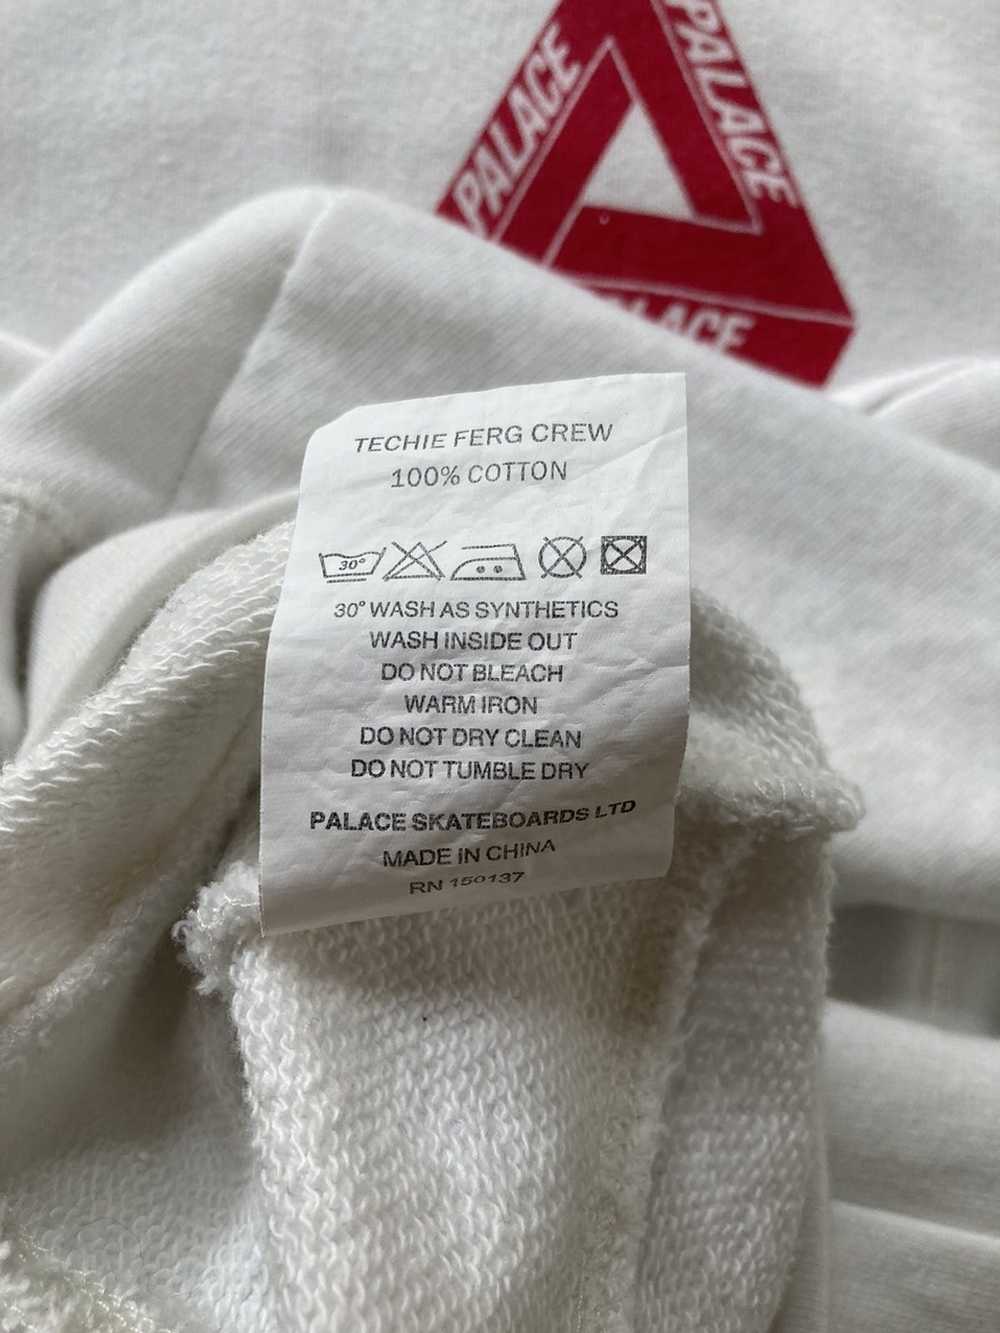 PALACE
PALACE
PALACE
TECHIE FERG CREW
100% COTTON
30°
30° WASH AS SYNTHETICS
WASH INSIDE OUT
DO NOT BLEACH
WARM IRON
DO NOT DRY CLEAN
DO NOT TUMBLE DRY
PALACE SKATEBOARDS LTD
MADE IN CHINA
RN 150137